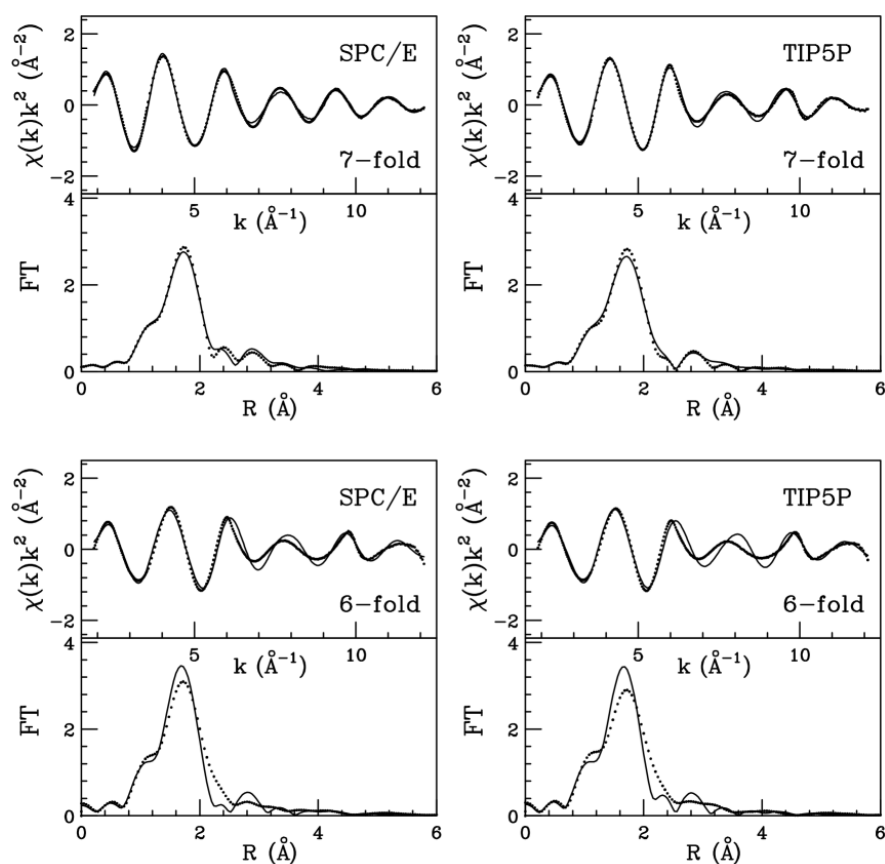 2
0
−2
χ(k)k² (Å⁻²)
SPC/E
7−fold
5
10
k (Å⁻¹)
4
2
0
FT
0
2
4
6
R (Å)
2
0
−2
χ(k)k² (Å⁻²)
TIP5P
7−fold
5
10
k (Å⁻¹)
4
2
0
FT
0
2
4
6
R (Å)
2
0
−2
χ(k)k² (Å⁻²)
SPC/E
6−fold
5
10
k (Å⁻¹)
4
2
0
FT
0
2
4
6
R (Å)
2
0
−2
χ(k)k² (Å⁻²)
TIP5P
6−fold
5
10
k (Å⁻¹)
4
2
0
FT
0
2
4
6
R (Å)